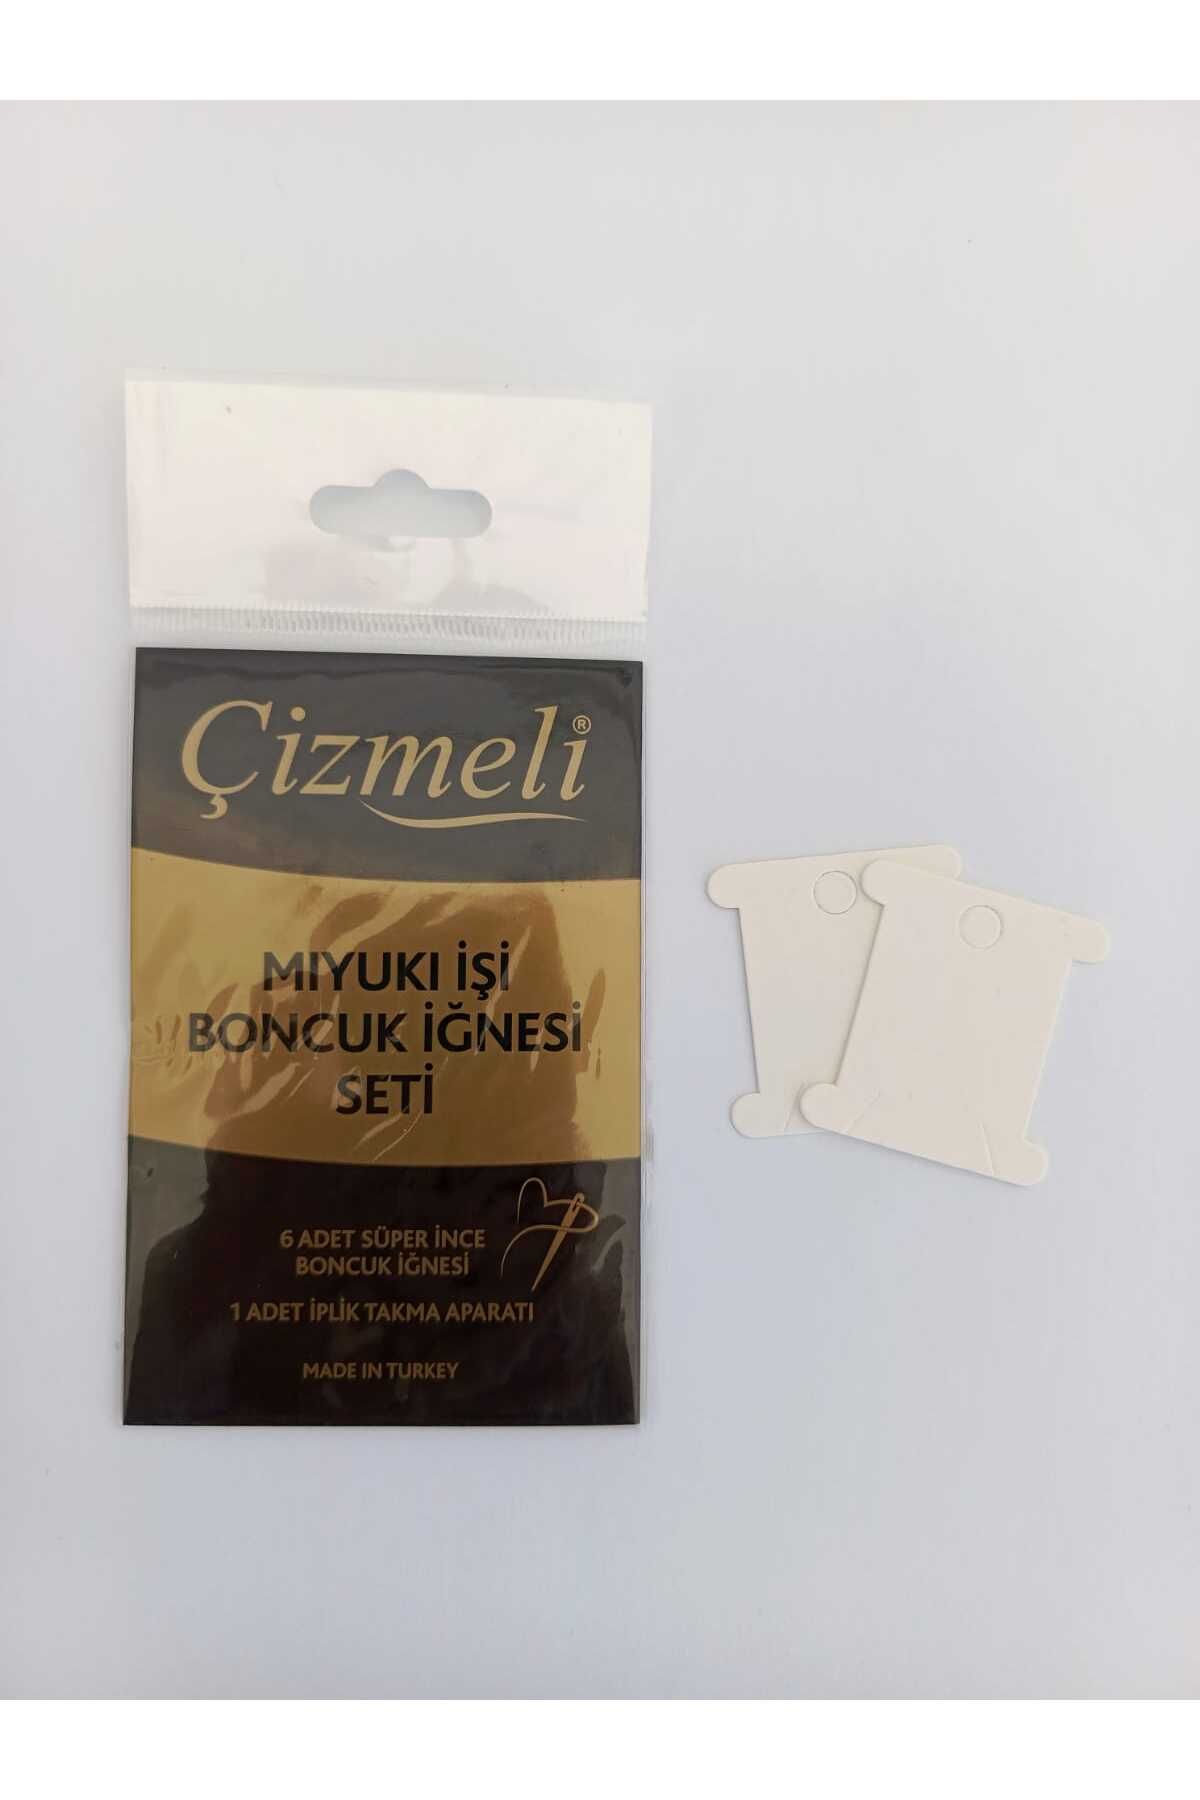 Çizmeli®
MIYUKI İŞİ
BONCUK İĞNESİ
SETİ
6 ADET SÜPER İNCE
BONCUK İĞNESİ
1 ADET İPLİK TAKMA APARATI
MADE IN TURKEY